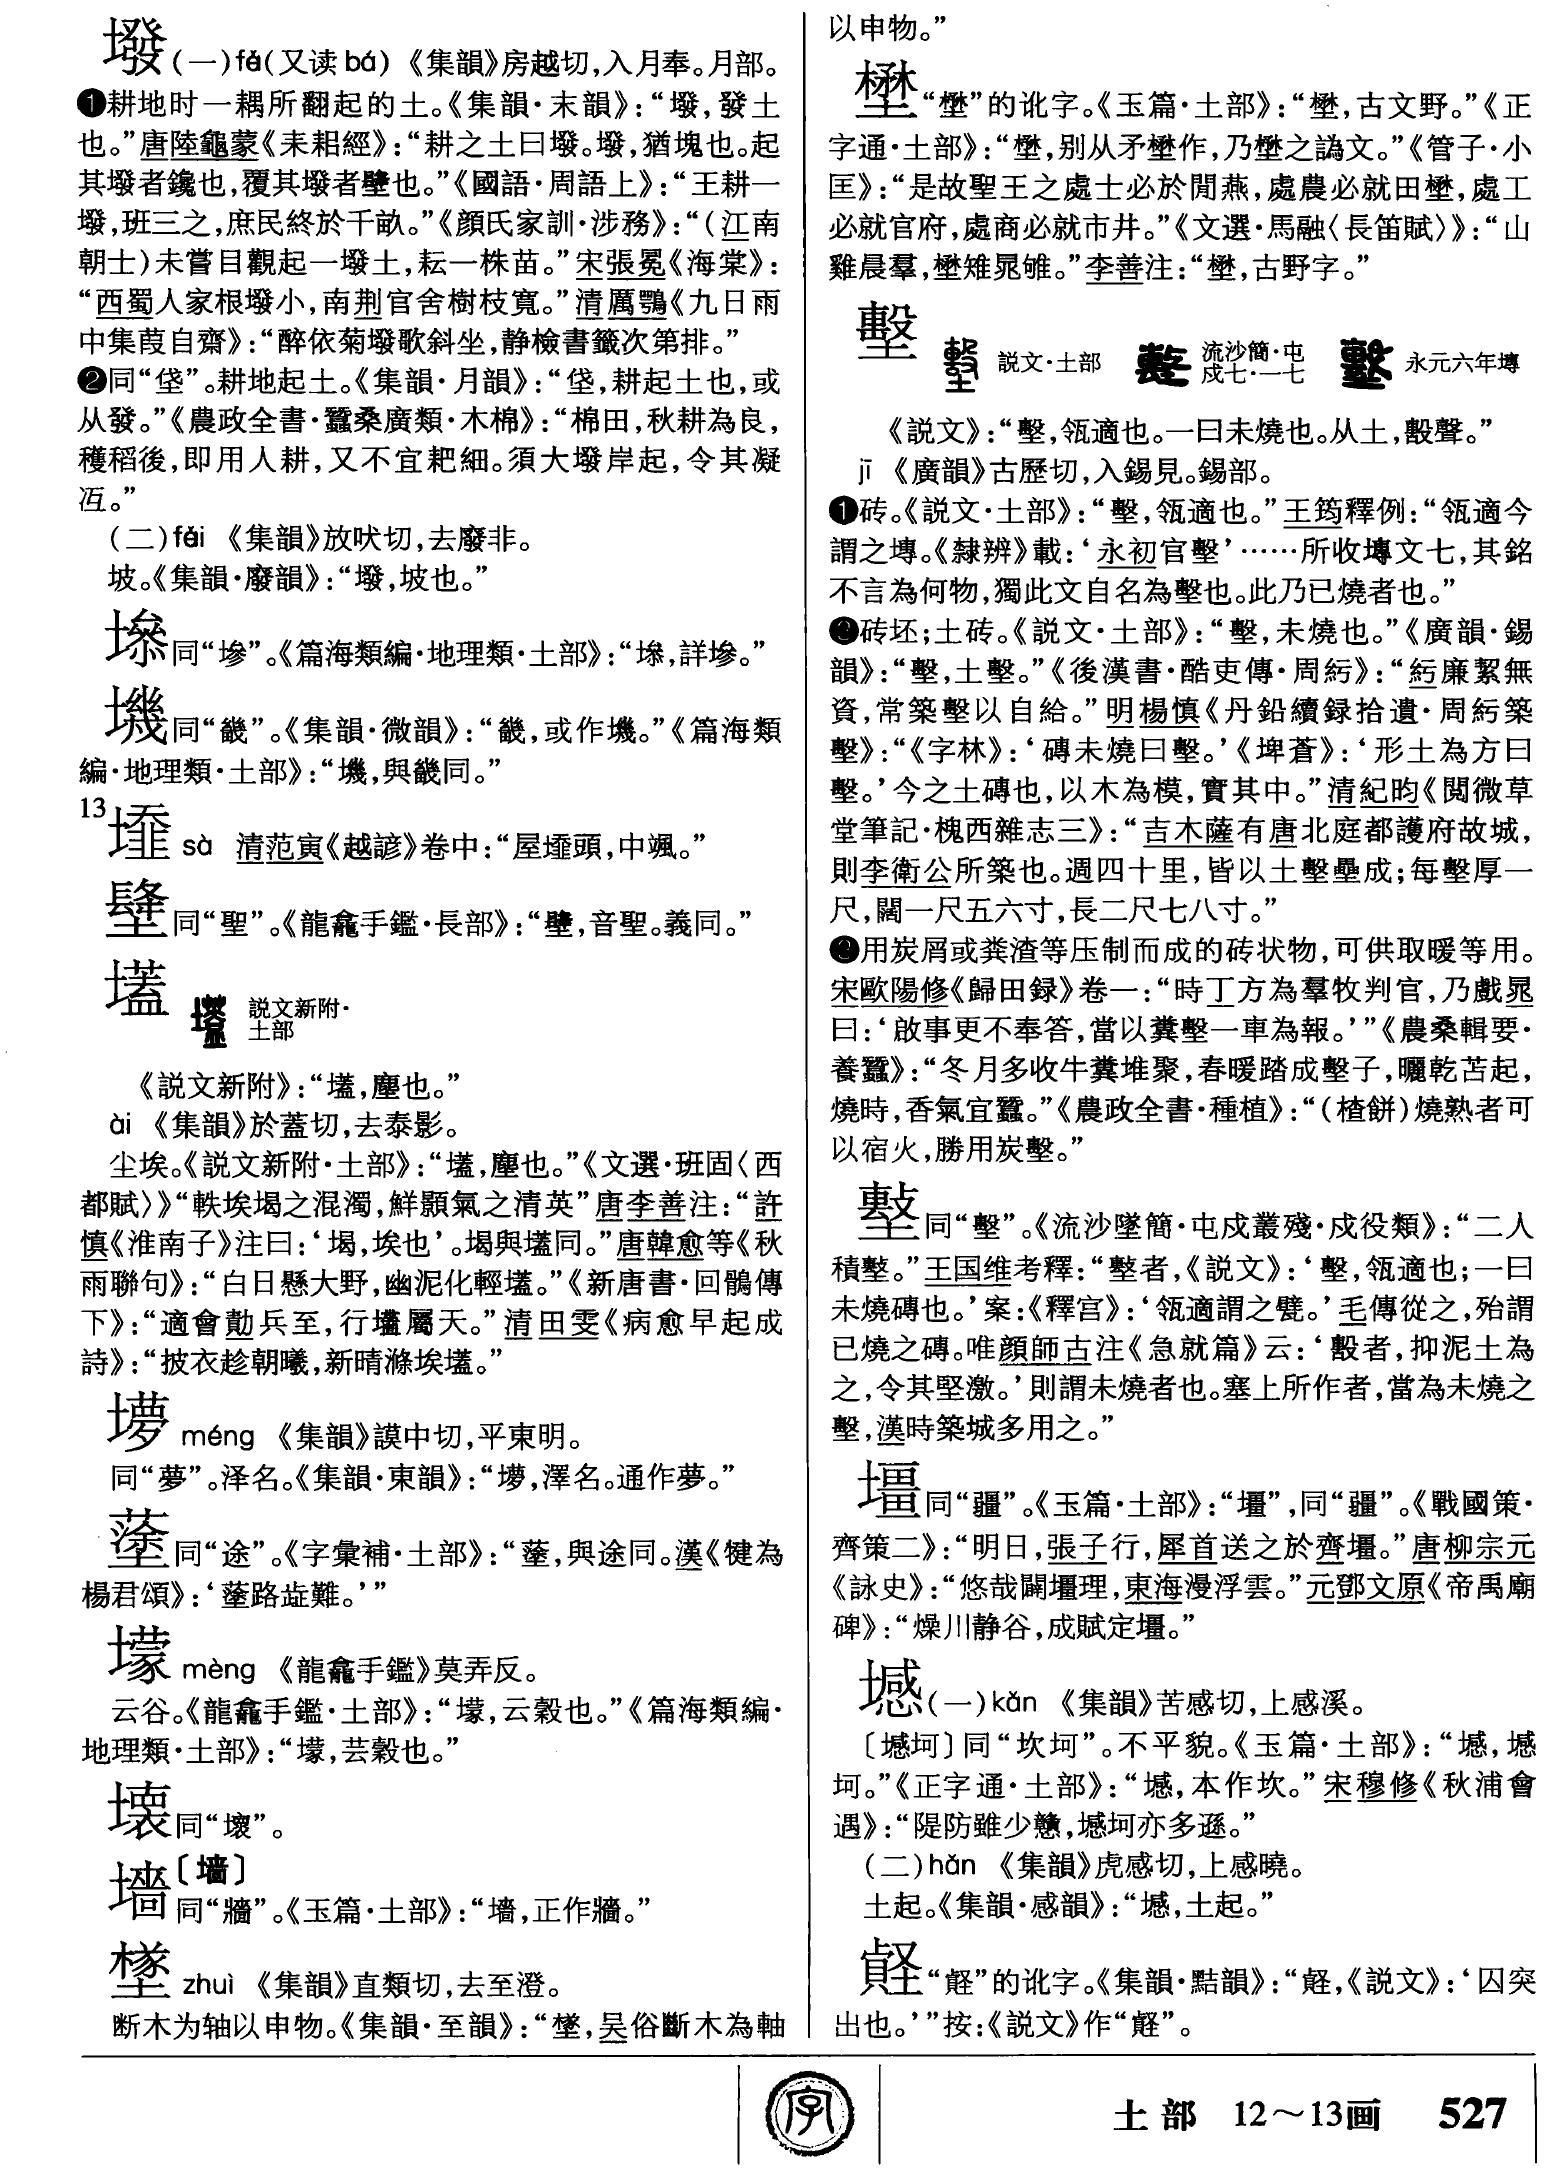 墢(一)fá(又读bá) 《集韻》房越切,入月奉。月部。
❶耕地时一耦所翻起的土。《集韻·末韻》:“墢,發土
也。”唐陸龜蒙《耒耜經》:“耕之土曰墢。墢,猶塊也。起
其墢者鑱也,覆其墢者壁也。”《國語·周語上》:“王耕一
墢,班三之,庶民終於千畝。”《顔氏家訓·涉務》:“(江南
朝士)未嘗目觀起一墢土,耘一株苗。”宋張冕《海棠》:
“西蜀人家根墢小,南荆官舍樹枝寬。”清厲鶚《九日雨
中集葭自齋》:“醉依菊墢歌斜坐,静檢書籤次第排。”
❷同“垡”。耕地起土。《集韻·月韻》:“垡,耕起土也,或
从發。”《農政全書·蠶桑廣類·木棉》:“棉田,秋耕為良,
穫稻後,即用人耕,又不宜耙細。須大墢岸起,令其凝
冱。”
(二)fèi 《集韻》放吠切,去廢非。
坡。《集韻·廢韻》:“墢,坡也。”
同“墋”。《篇海類編·地理類·土部》:“,詳墋。”
同“畿”。《集韻·微韻》:“畿,或作。”《篇海類
編·地理類·土部》:“,與畿同。”
13
sà 清范寅《越諺》卷中:“屋頭,中颯。”
同“聖”。《龍龕手鑑·長部》:“,音聖。義同。”
壒 説文新附·
土部
《説文新附》:“壒,塵也。”
ài 《集韻》於蓋切,去泰影。
尘埃。《説文新附·土部》:“壒,塵也。”《文選·班固〈西
都賦〉》“軼埃堨之混濁,鮮顥氣之清英”唐李善注:“許
慎《淮南子》注曰:‘堨,埃也’。堨與壒同。”唐韓愈等《秋
雨聯句》:“白日懸大野,幽泥化輕壒。”《新唐書·回鶻傳
下》:“適會勣兵至,行壒屬天。”清田雯《病愈早起成
詩》:“披衣趁朝曦,新晴滌埃壒。”
méng 《集韻》謨中切,平東明。
同“夢”。泽名。《集韻·東韻》:“,澤名。通作夢。”
同“途”。《字彙補·土部》:“,與途同。漢《犍為
楊君頌》:‘路歮難。’”
壕 mèng 《龍龕手鑑》莫弄反。
云谷。《龍龕手鑑·土部》:“,云穀也。”《篇海類編·
地理類·土部》:“,芸穀也。”
壊同“壞”。
墻〔墙〕
同“牆”。《玉篇·土部》:“墻,正作牆。”
zhuì 《集韻》直類切,去至澄。
断木为轴以申物。《集韻·至韻》:“,吴俗斷木為軸
以申物。”
“壄”的讹字。《玉篇·土部》:“,古文野。”《正
字通·土部》:“壄,别从矛作,乃壄之譌文。”《管子·小
匡》:“是故聖王之處士必於閒燕,處農必就田壄,處工
必就官府,處商必就市井。”《文選·馬融〈長笛賦〉》:“山
雞晨羣,壄雉鼂雊。”李善注:“壄,古野字。”
墼 説文·土部 流沙簡·屯
戍七·一七 永元六年塼
《説文》:“墼,瓴適也。一曰未燒也。从土,毄聲。”
jī 《廣韻》古歷切,入錫見。錫部。
❶砖。《説文·土部》:“墼,瓴適也。”王筠釋例:“瓴適今
謂之塼。《隸辨》載:‘永初官墼’……所收塼文七,其銘
不言為何物,獨此文自名為墼也。此乃已燒者也。”
❷砖坯;土砖。《説文·土部》:“墼,未燒也。”《廣韻·錫
韻》:“墼,土墼。”《後漢書·酷吏傳·周紆》:“紆廉絜無
資,常築墼以自給。”明楊慎《丹鉛續録拾遺·周紆築
墼》:“《字林》:‘磚未燒曰墼。’《埤蒼》:‘形土為方曰
墼。’今之土磚也,以木為模,實其中。”清紀昀《閲微草
堂筆記·槐西雜志三》:“吉木薩有唐北庭都護府故城,
則李衛公所築也。週四十里,皆以土墼壘成;每墼厚一
尺,闊一尺五六寸,長二尺七八寸。”
❸用炭屑或粪渣等压制而成的砖状物,可供取暖等用。
宋歐陽修《歸田録》卷一:“時丁方為羣牧判官,乃戲晁
曰:‘啟事更不奉答,當以糞墼一車為報。’”《農桑輯要·
養蠶》:“冬月多收牛糞堆聚,春暖踏成墼子,曬乾苫起,
燒時,香氣宜蠶。”《農政全書·種植》:“(楂餅)燒熟者可
以宿火,勝用炭墼。”
同“墼”。《流沙墜簡·屯戍叢殘·戍役類》:“二人
積。”王国维考釋:“者,《説文》:‘墼,瓴適也;一曰
未燒磚也。’案:《釋宫》:‘瓴適謂之甓。’毛傳從之,殆謂
已燒之磚。唯顔師古注《急就篇》云:‘毄者,抑泥土為
之,令其堅激。’則謂未燒者也。塞上所作者,當為未燒之
墼,漢時築城多用之。”
壃同“疆”。《玉篇·土部》:“壃”,同“疆”。《戰國策·
齊策二》:“明日,張子行,犀首送之於齊壃。”唐柳宗元
《詠史》:“悠哉闢壃理,東海漫浮雲。”元鄧文原《帝禹廟
碑》:“燥川静谷,成賦定壃。”
㙳(一)kǎn 《集韻》苦感切,上感溪。
〔㙳坷〕同“坎坷”。不平貌。《玉篇·土部》:“㙳,㙳
坷。”《正字通·土部》:“㙳,本作坎。”宋穆修《秋浦會
遇》:“隄防雖少戇,㙳坷亦多遜。”
(二)hǎn 《集韻》虎感切,上感曉。
土起。《集韻·感韻》:“㙳,土起。”
“”的讹字。《集韻·黠韻》:“,《説文》:‘囚突
出也。’”按:《説文》作“”。
字
土部 12～13画 527